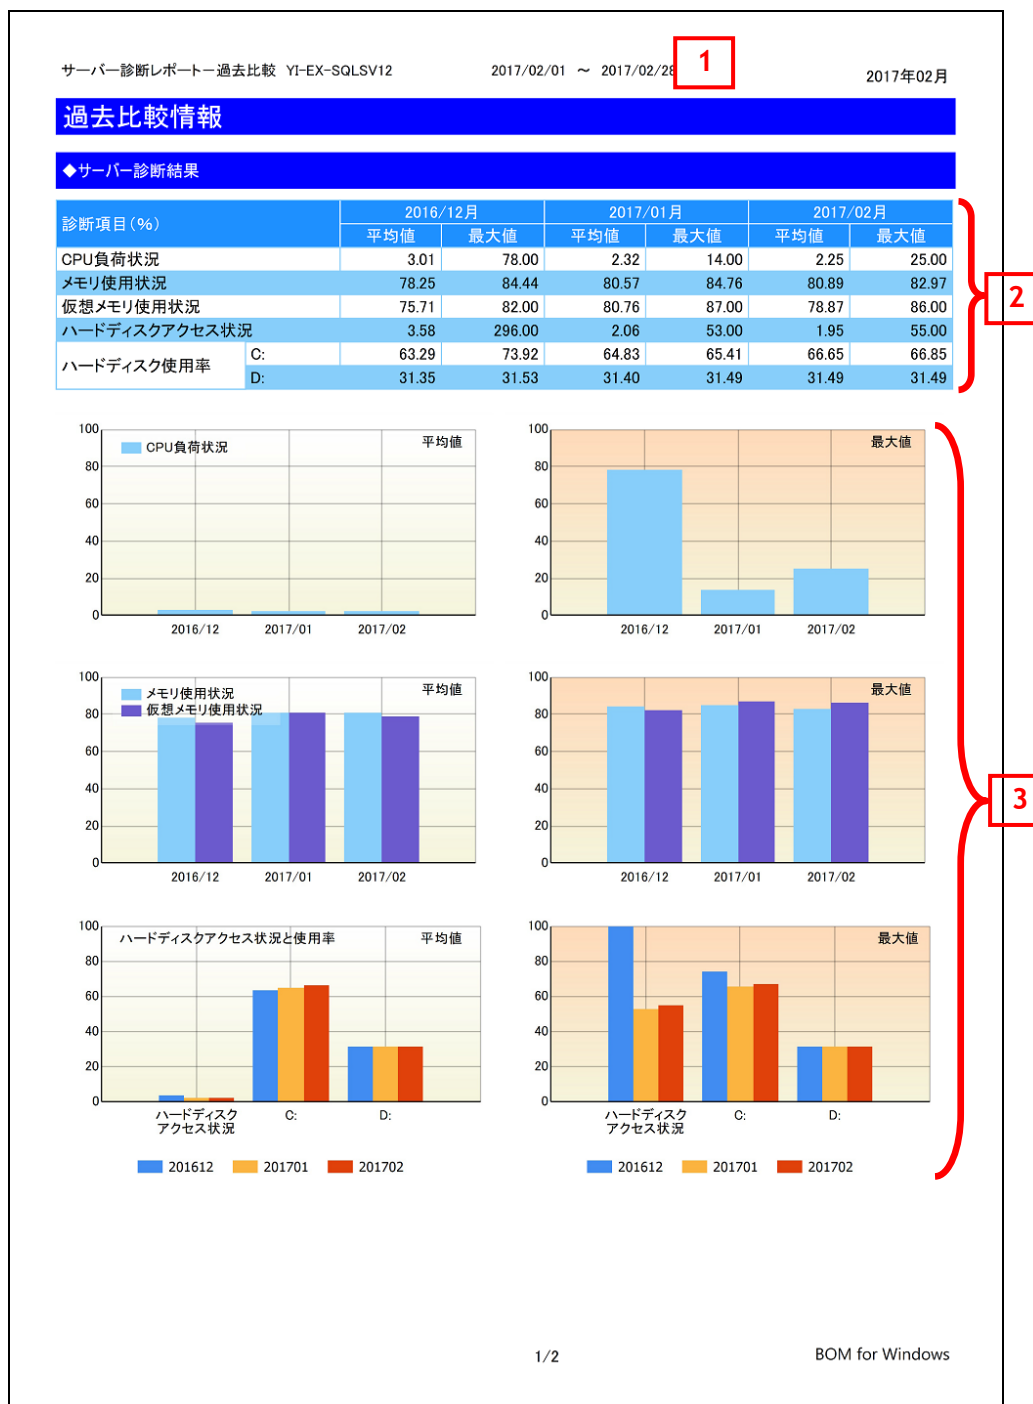 サーバー診断レポートー過去比較 YI-EX-SQLSV12 2017/02/01 ～ 2017/02/28 1 2017年02月
過去比較情報
◆サーバー診断結果
診断項目(%) 2016/12月 2017/01月 2017/02月
平均値 最大値 平均値 最大値 平均値 最大値
CPU負荷状況 3.01 78.00 2.32 14.00 2.25 25.00
メモリ使用状況 78.25 84.44 80.57 84.76 80.89 82.97
仮想メモリ使用状況 75.71 82.00 80.76 87.00 78.87 86.00
ハードディスクアクセス状況 3.58 296.00 2.06 53.00 1.95 55.00
ハードディスク使用率 C: 63.29 73.92 64.83 65.41 66.65 66.85
D: 31.35 31.53 31.40 31.49 31.49 31.49
2
100 CPU負荷状況 平均値
80
60
40
20
0
2016/12 2017/01 2017/02
100 最大値
80
60
40
20
0
2016/12 2017/01 2017/02
100 メモリ使用状況 平均値
仮想メモリ使用状況
80
60
40
20
0
2016/12 2017/01 2017/02
100 最大値
80
60
40
20
0
2016/12 2017/01 2017/02
3
100 ハードディスクアクセス状況と使用率 平均値
80
60
40
20
0
ハードディスク C: D:
アクセス状況
201612 201701 201702
100 最大値
80
60
40
20
0
ハードディスク C: D:
アクセス状況
201612 201701 201702
1/2 BOM for Windows